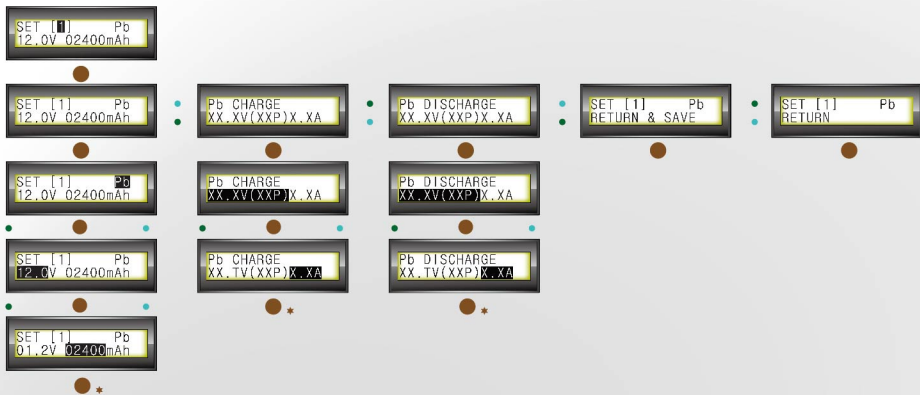 SET [1] Pb
12.0V 02400mAh
SET [1] Pb
12.0V 02400mAh
Pb CHARGE
XX.XV(XXP)X.XA
Pb DISCHARGE
XX.XV(XXP)X.XA
SET [1] Pb
RETURN & SAVE
SET [1] Pb
RETURN
SET [1] Pb
12.0V 02400mAh
Pb CHARGE
XX.XV(XXP)X.XA
Pb DISCHARGE
XX.XV(XXP)X.XA
SET [1] Pb
12.0V 02400mAh
Pb CHARGE
XX.TV(XXP)X.XA
Pb DISCHARGE
XX.TV(XXP)X.XA
SET [1] Pb
01.2V 02400mAh